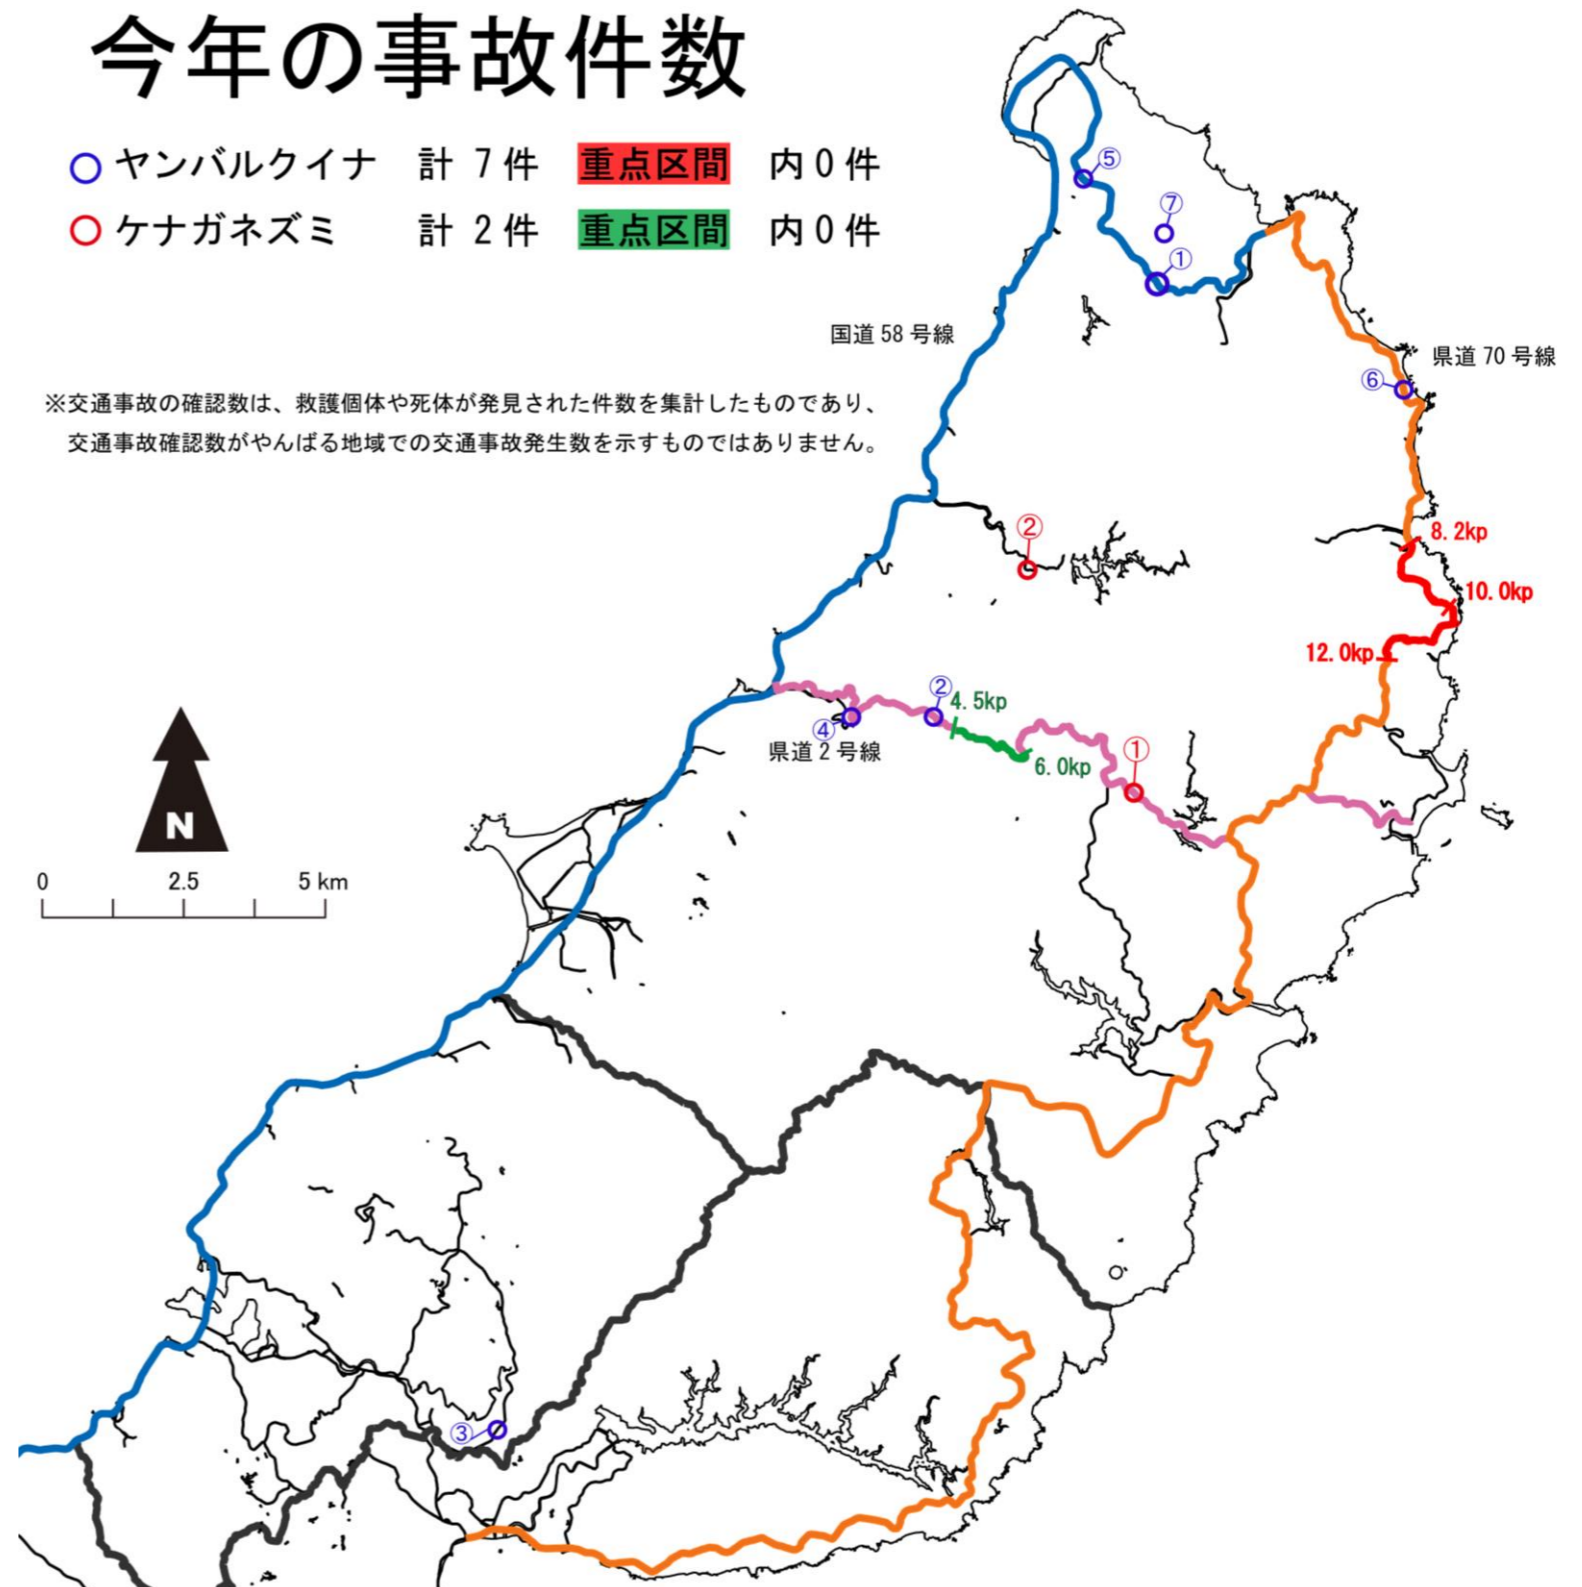 今年の事故件数
○ ヤンバルクイナ 計 7 件 重点区間 内 0 件
○ ケナガネズミ 計 2 件 重点区間 内 0 件
※交通事故の確認数は、救護個体や死体が発見された件数を集計したものであり、
交通事故確認数がやんばる地域での交通事故発生数を示すものではありません。
⑤
⑦
①
国道 58 号線
県道 70 号線
⑥
②
8.2kp
10.0kp
12.0kp
②
4.5kp
④
県道 2 号線
6.0kp
①
N
0 2.5 5 km
③